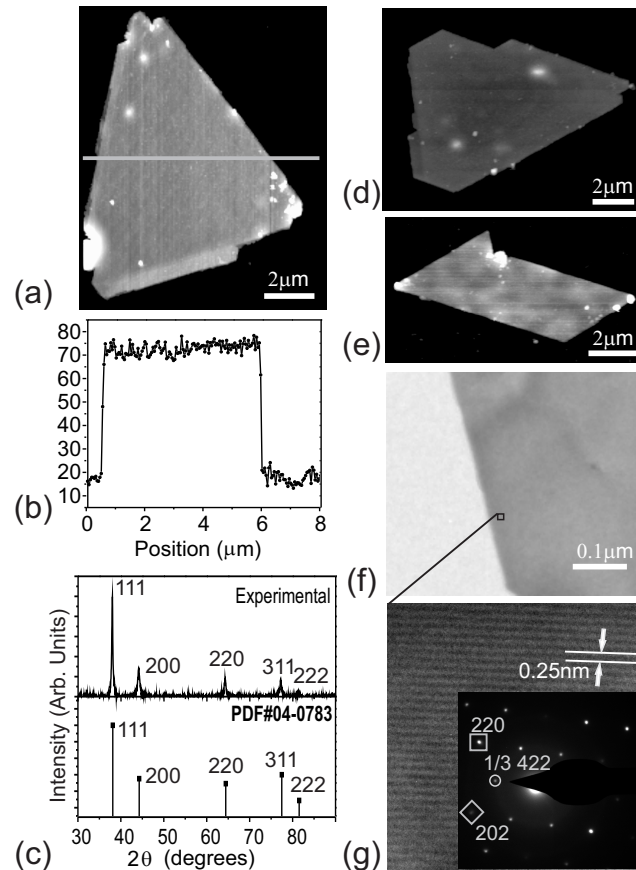 (a)
2μm
(d)
2μm
(e)
2μm
(b)
80
70
60
50
40
30
20
10
0 2 4 6 8
Position (μm)
(f)
0.1μm
(c)
Intensity (Arb. Units)
111
Experimental
200
220
311
222
PDF#04-0783
111
200
220
311
222
30 40 50 60 70 80
2θ (degrees)
(g)
0.25nm
220
1/3 422
202